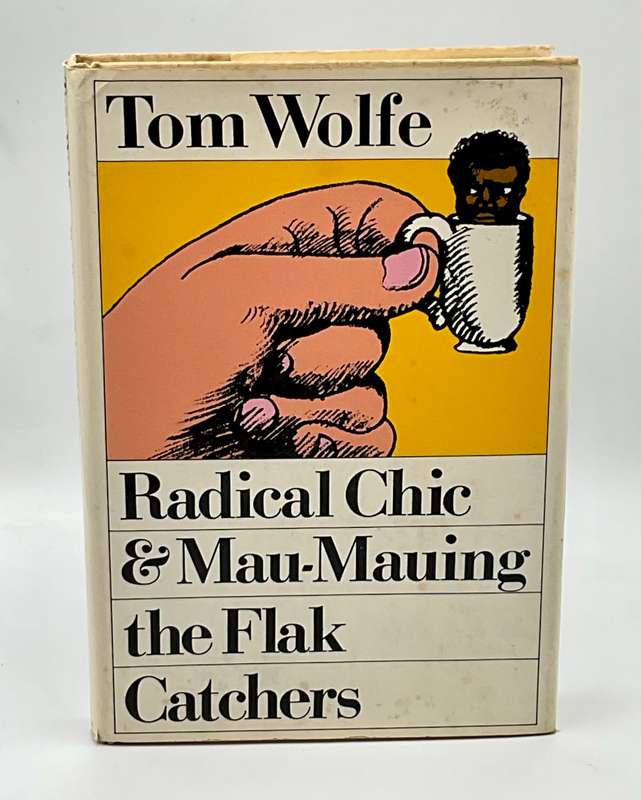 Tom Wolfe
Radical Chic
& Mau-Mauing
the Flak
Catchers